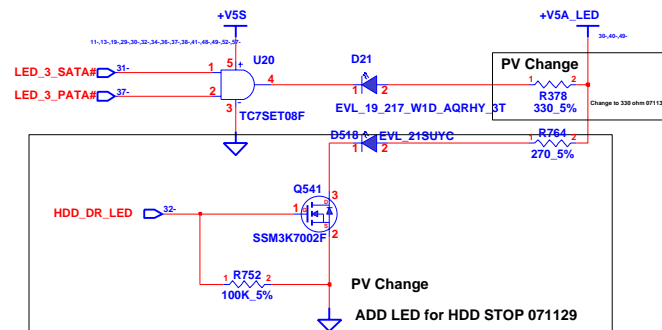 +V5S
+V5A_LED
11-,13-,19-,29-,30-,32-,34-,36-,37-,38-,41-,48-,49-,52-,57-
30-,40-,49-
U20
D21
PV Change
LED_3_SATA# 31-
1 5 + 4
1 2
1 2
R378
330_5%
Change to 330 ohm 07113
LED_3_PATA# 37-
2
3 -
TC7SET08F
EVL_19_217_W1D_AQRHY_3T
D518 EVL_21SUYC
1 2
R764
1 2
270_5%
Q541
3
HDD_DR_LED 32-
1 G D S
2
SSM3K7002F
R752
1 2
100K_5%
PV Change
ADD LED for HDD STOP 071129